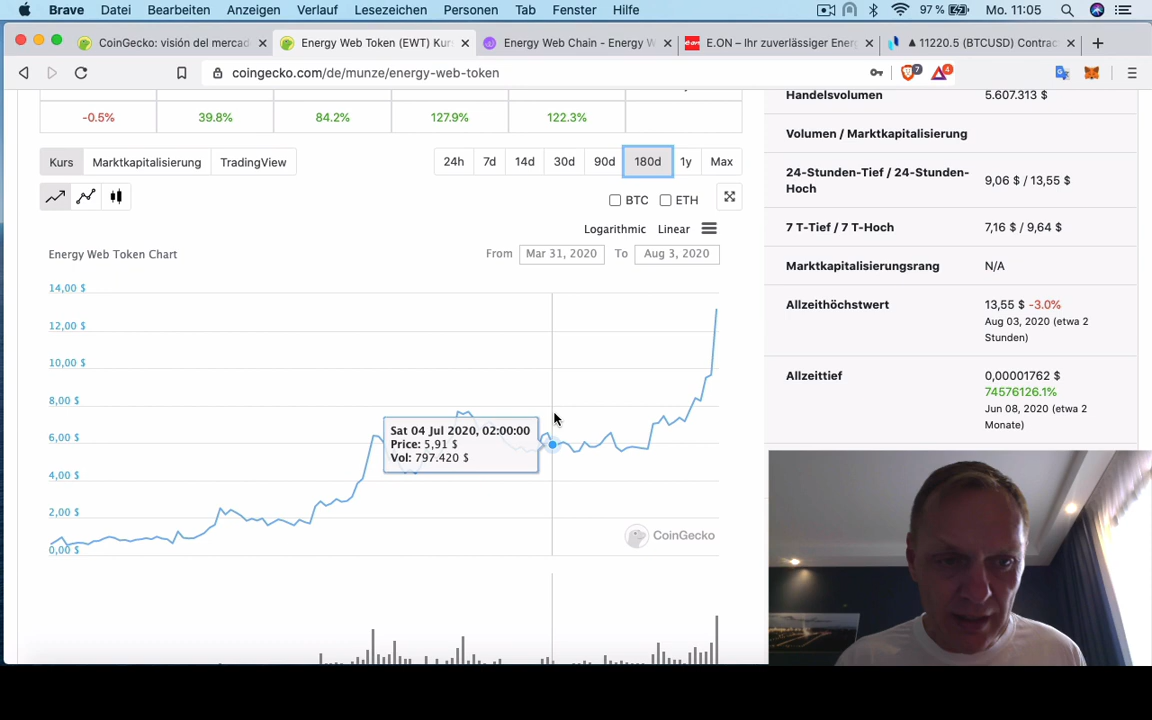 Brave Datei Bearbeiten Anzeigen Verlauf Lesezeichen Personen Tab Fenster Hilfe 97 % Mo. 11:05
CoinGecko: visión del mercad Energy Web Token (EWT) Kur Energy Web Chain - Energy W E.ON – Ihr zuverlässiger Energ ▲ 11220.5 (BTCUSD) Contrac
coingecko.com/de/munze/energy-web-token 7 4
-0.5% 39.8% 84.2% 127.9% 122.3%
Kurs Marktkapitalisierung TradingView 24h 7d 14d 30d 90d 180d 1y Max
BTC ETH
Logarithmic Linear
Energy Web Token Chart From Mar 31, 2020 To Aug 3, 2020
14,00 $
12,00 $
10,00 $
8,00 $
6,00 $
4,00 $
2,00 $
0,00 $
Sat 04 Jul 2020, 02:00:00
Price: 5,91 $
Vol: 797.420 $
CoinGecko
Handelsvolumen 5.607.313 $
Volumen / Marktkapitalisierung
24-Stunden-Tief / 24-Stunden-
Hoch 9,06 $ / 13,55 $
7 T-Tief / 7 T-Hoch 7,16 $ / 9,64 $
Marktkapitalisierungsrang N/A
Allzeithöchstwert 13,55 $ -3.0%
Aug 03, 2020 (etwa 2
Stunden)
Allzeittief 0,00001762 $
74576126.1%
Jun 08, 2020 (etwa 2
Monate)